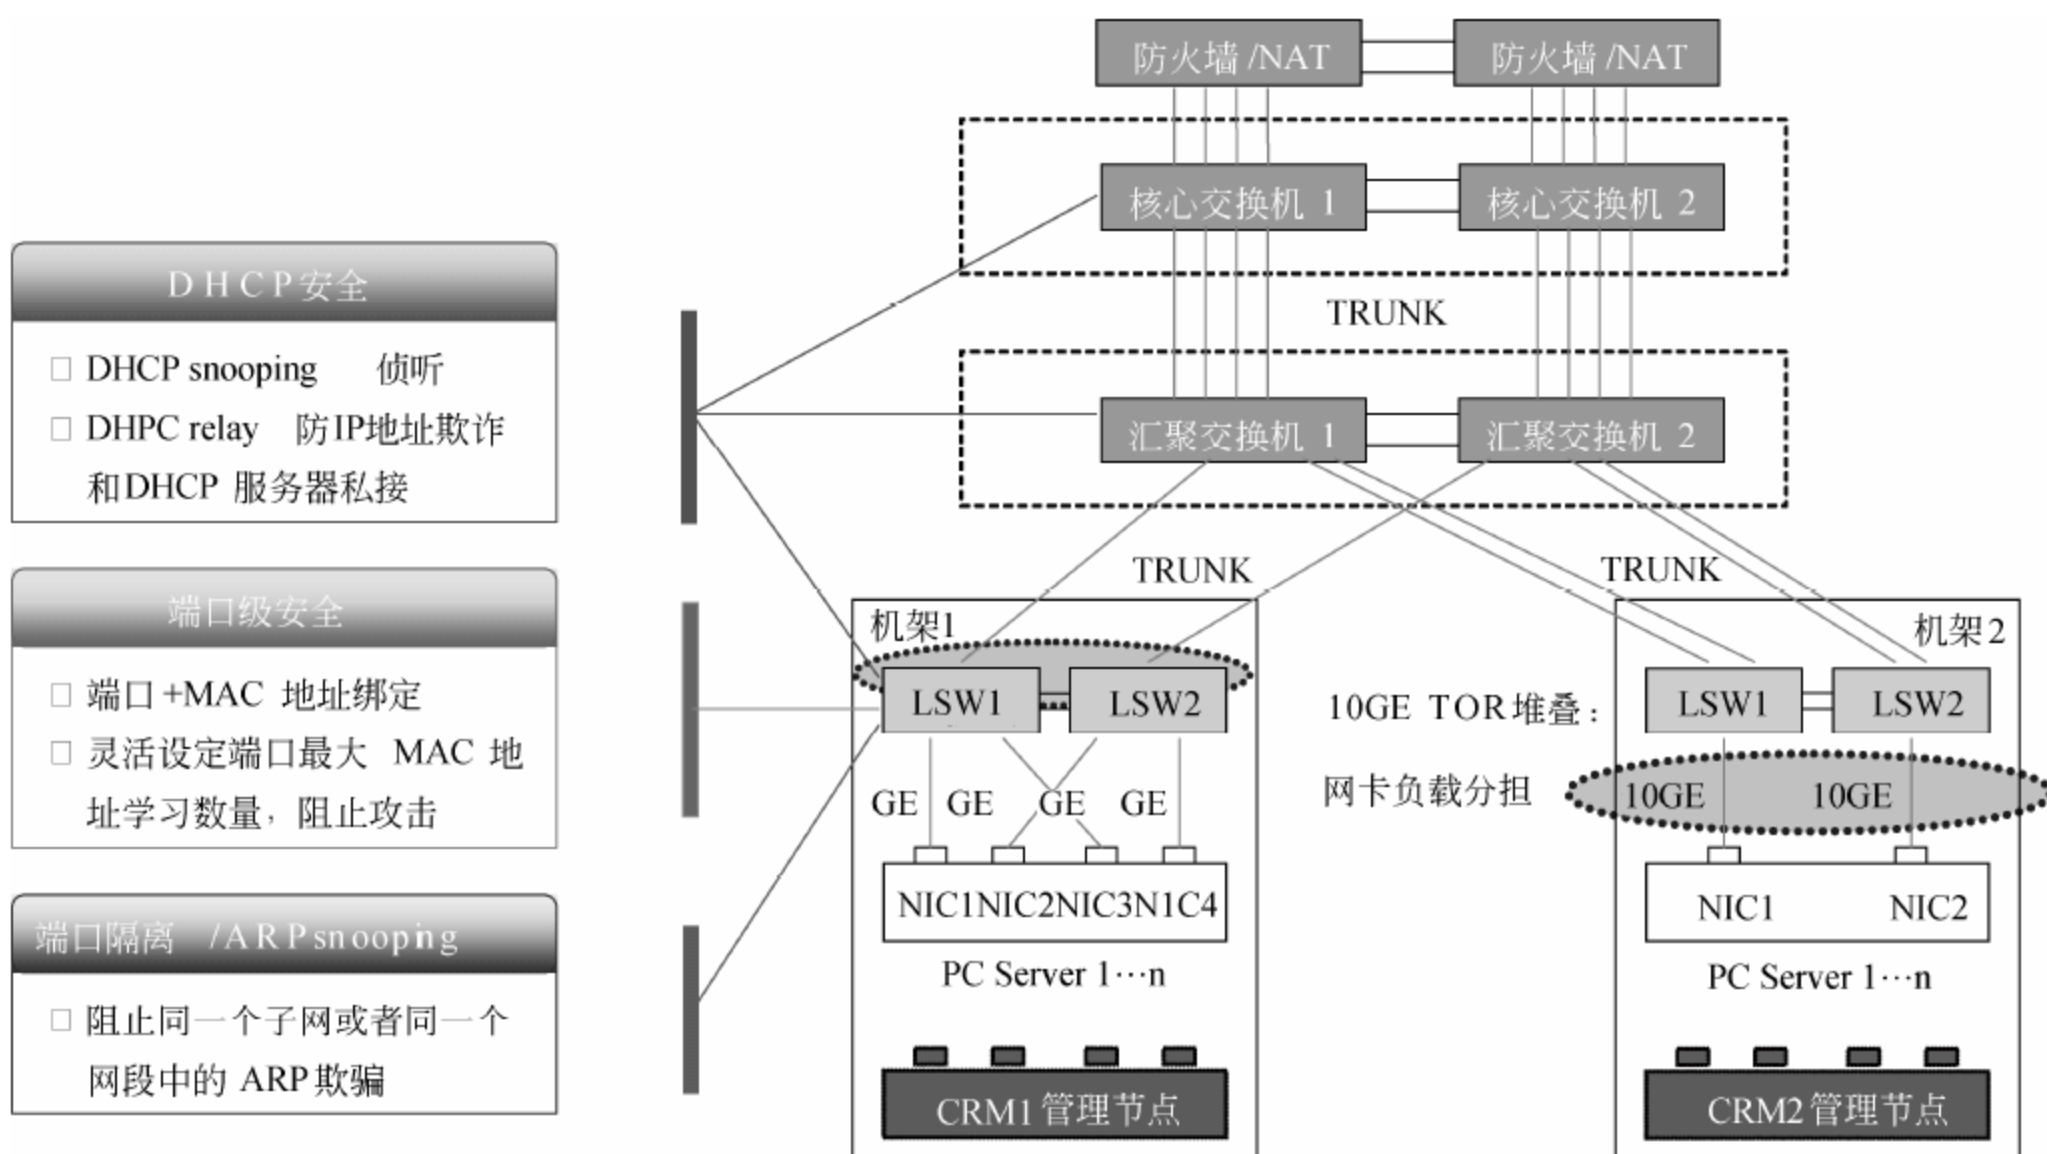 防火墙 /NAT
防火墙 /NAT
核心交换机 1
核心交换机 2
TRUNK
汇聚交换机 1
汇聚交换机 2
TRUNK
TRUNK
DHCP安全
□ DHCP snooping 侦听
□ DHPC relay 防IP地址欺诈
和DHCP 服务器私接
端口级安全
□ 端口+MAC 地址绑定
□ 灵活设定端口最大 MAC 地
址学习数量，阻止攻击
端口隔离 /ARPsnooping
□ 阻止同一个子网或者同一个
网段中的 ARP欺骗
机架1
LSW1
LSW2
GE
GE
GE
GE
NIC1NIC2NIC3N1C4
PC Server 1…n
CRM1管理节点
10GE TOR堆叠：
网卡负载分担
机架2
LSW1
LSW2
10GE
10GE
NIC1
NIC2
PC Server 1…n
CRM2管理节点